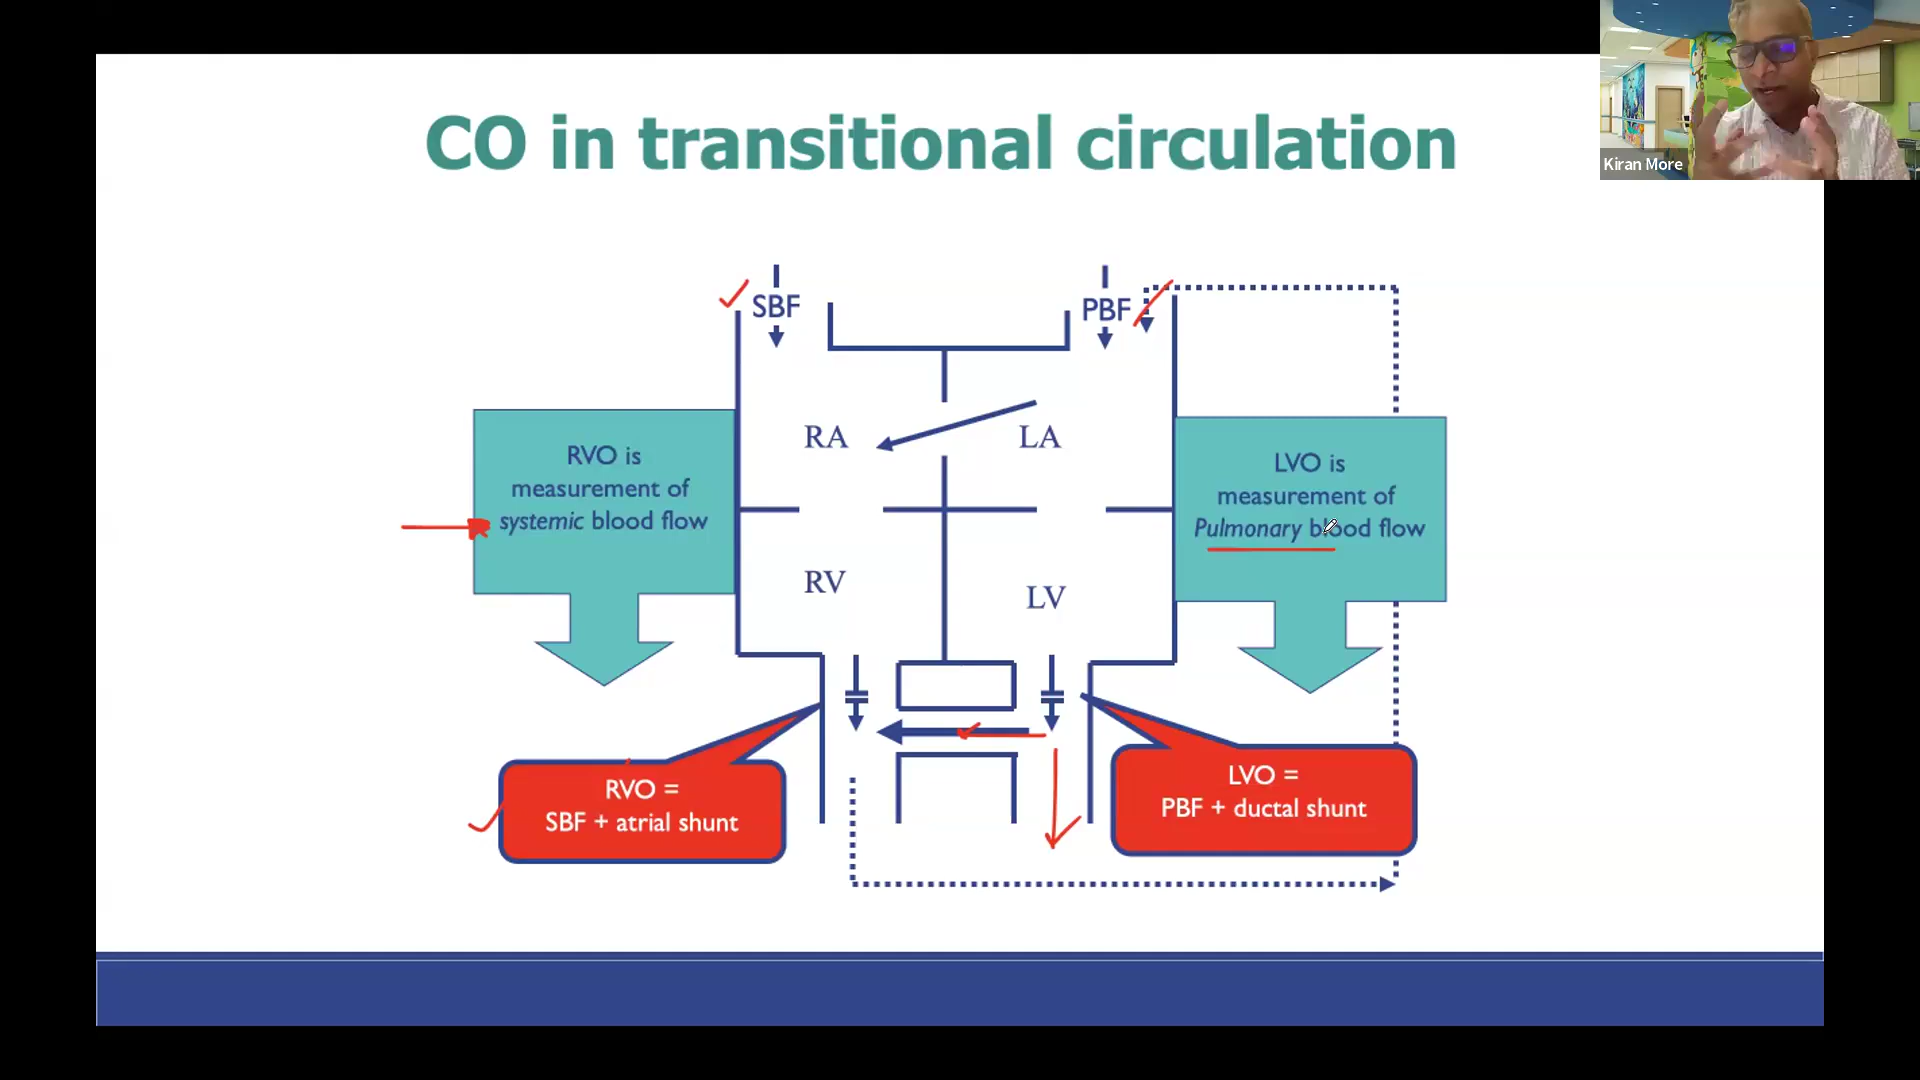 CO in transitional circulation
Kiran More
SBF
PBF
RA
LA
RVO is
measurement of
systemic blood flow
LVO is
measurement of
Pulmonary blood flow
RV
LV
RVO =
SBF + atrial shunt
LVO =
PBF + ductal shunt